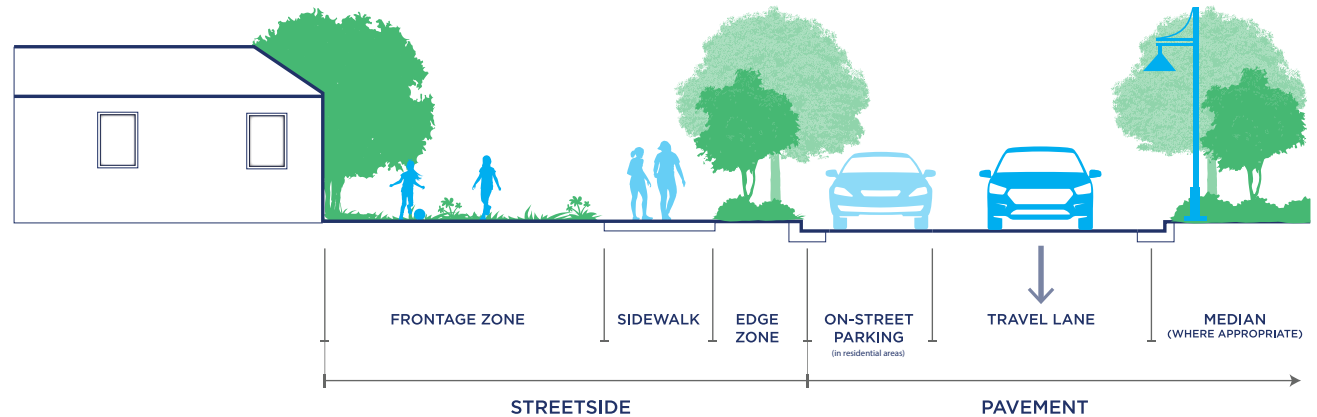 FRONTAGE ZONE
SIDEWALK
EDGE
ZONE
ON-STREET
PARKING
(in residential areas)
TRAVEL LANE
MEDIAN
(WHERE APPROPRIATE)
STREETSIDE
PAVEMENT